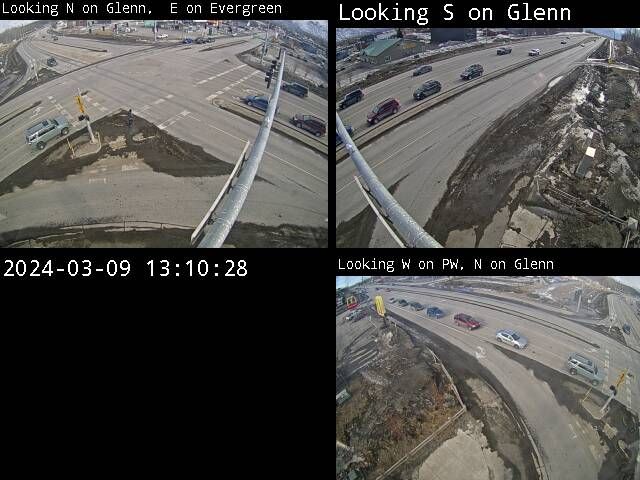 Looking N on Glenn,  E on Evergreen
Looking S on Glenn
2024-03-09 13:10:28
Looking W on PW, N on Glenn